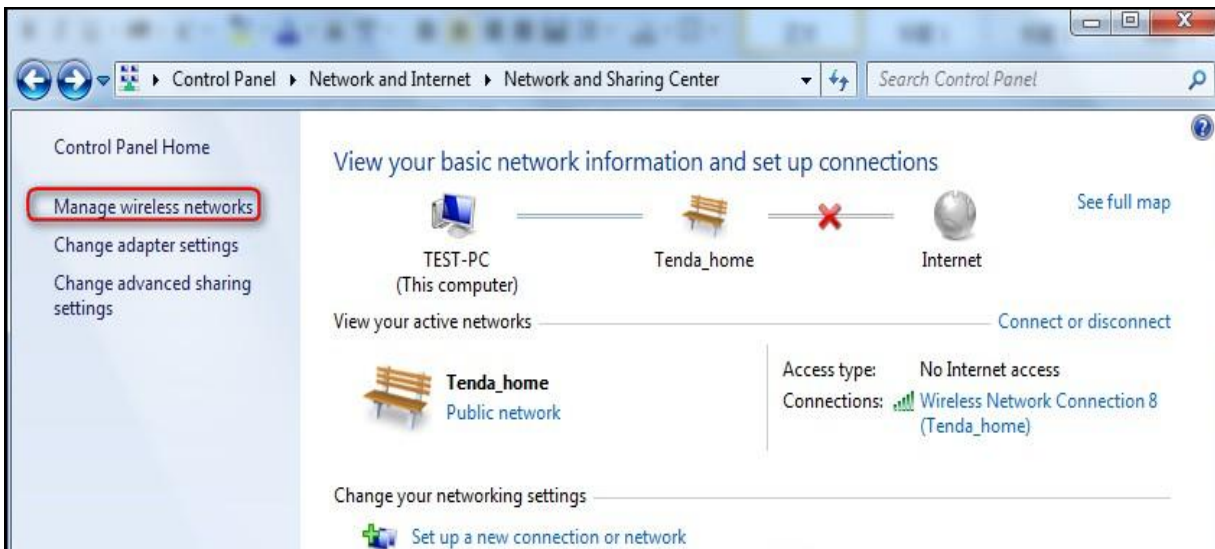 Control Panel ▸ Network and Internet ▸ Network and Sharing Center
Search Control Panel
Control Panel Home
Manage wireless networks
Change adapter settings
Change advanced sharing
settings
View your basic network information and set up connections
See full map
TEST-PC
(This computer)
Tenda_home
Internet
View your active networks
Connect or disconnect
Tenda_home
Public network
Access type: No Internet access
Connections: Wireless Network Connection 8
(Tenda_home)
Change your networking settings
Set up a new connection or network